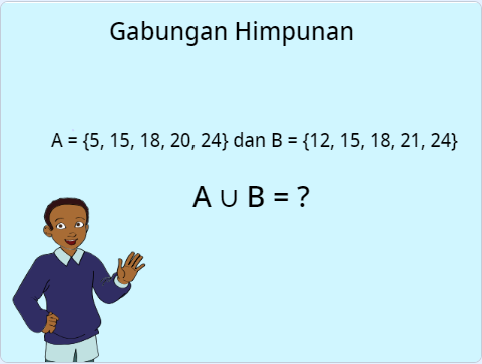 Gabungan Himpunan
A = {5, 15, 18, 20, 24} dan B = {12, 15, 18, 21, 24}
A ∪ B = ?